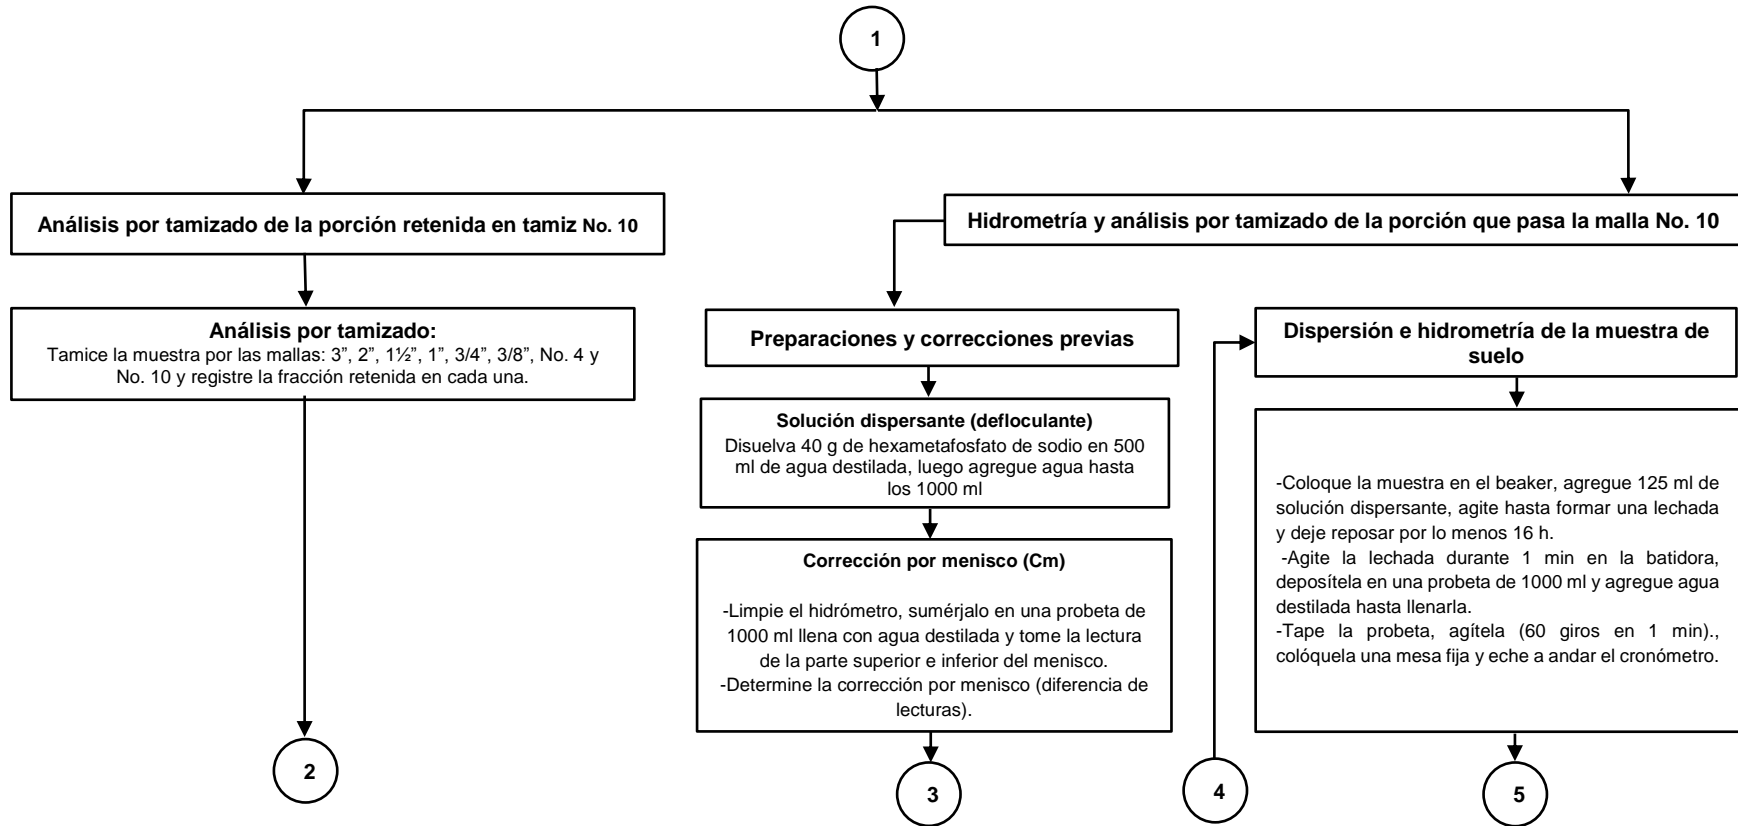 1
Análisis por tamizado de la porción retenida en tamiz No. 10
Hidrometría y análisis por tamizado de la porción que pasa la malla No. 10
Análisis por tamizado:
Tamice la muestra por las mallas: 3”, 2”, 1½”, 1”, 3/4”, 3/8”, No. 4 y
No. 10 y registre la fracción retenida en cada una.
2
Preparaciones y correcciones previas
Solución dispersante (defloculante)
Disuelva 40 g de hexametafosfato de sodio en 500
ml de agua destilada, luego agregue agua hasta
los 1000 ml
Corrección por menisco (Cm)
-Limpie el hidrómetro, sumérjalo en una probeta de
1000 ml llena con agua destilada y tome la lectura
de la parte superior e inferior del menisco.
-Determine la corrección por menisco (diferencia de
lecturas).
3
4
Dispersión e hidrometría de la muestra de
suelo
-Coloque la muestra en el beaker, agregue 125 ml de
solución dispersante, agite hasta formar una lechada
y deje reposar por lo menos 16 h.
-Agite la lechada durante 1 min en la batidora,
deposítela en una probeta de 1000 ml y agregue agua
destilada hasta llenarla.
-Tape la probeta, agítela (60 giros en 1 min).,
colóquela una mesa fija y eche a andar el cronómetro.
5